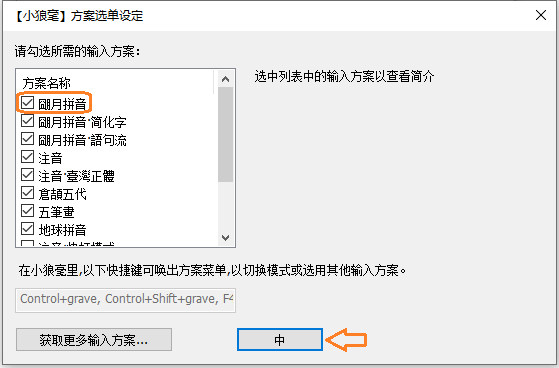 【小狼毫】方案选单设定
请勾选所需的输入方案：
选中列表中的输入方案以查看简介
方案名称
朙月拼音
朙月拼音·简化字
朙月拼音·語句流
注音
注音·臺灣正體
倉頡五代
五筆畫
地球拼音
注音·快打模式
在小狼毫里,以下快捷键可唤出方案菜单,以切换模式或选用其他输入方案。
Control+grave, Control+Shift+grave, F4
获取更多输入方案...
中